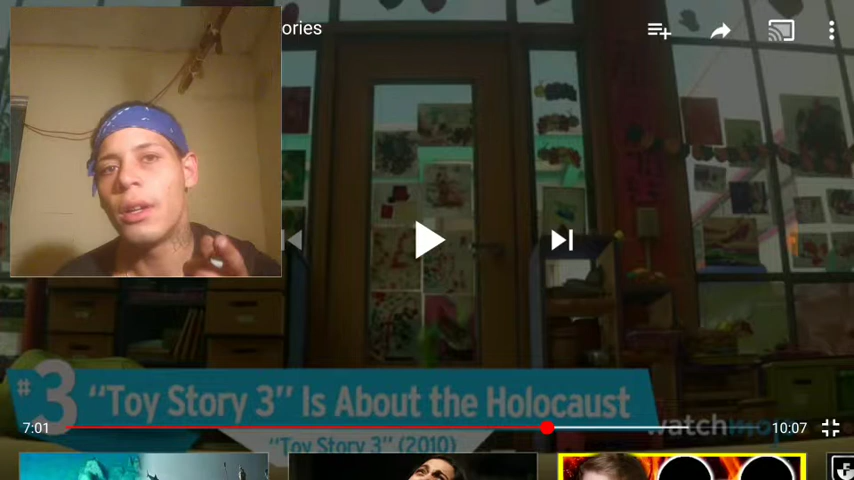 ories
#3 "Toy Story 3" Is About the Holocaust
7:01
10:07
"Toy Story 3" (2010)